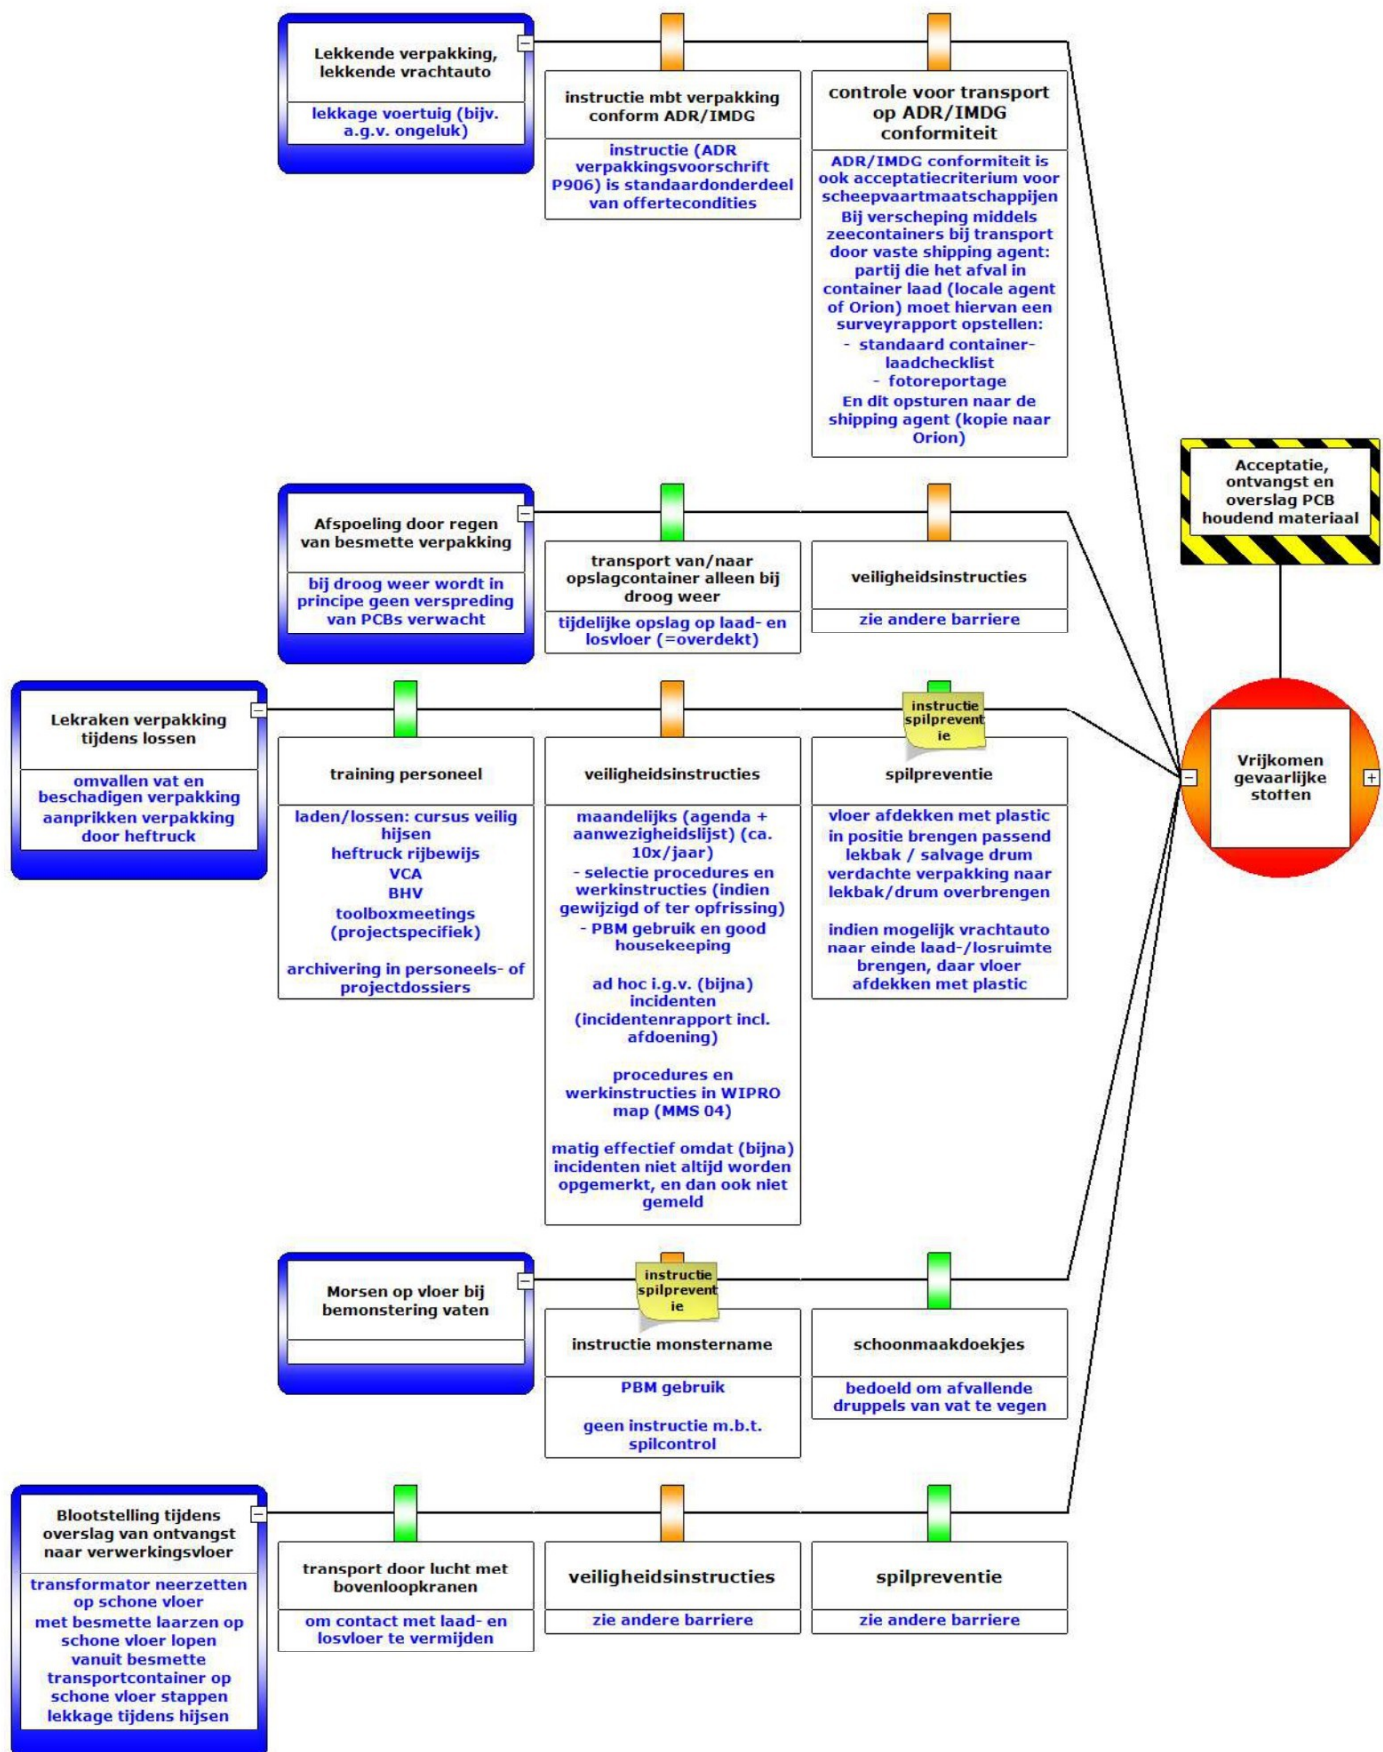 Lekkende verpakking,
lekkende vrachtauto
lekkage voertuig (bijv.
a.g.v. ongeluk)
instructie mbt verpakking
conform ADR/IMDG
instructie (ADR
verpakkingsvoorschrift
P906) is standaardonderdeel
van offertecondities
controle voor transport
op ADR/IMDG
conformiteit
ADR/IMDG conformiteit is
ook acceptatiecriterium voor
scheepvaartmaatschappijen
Bij verscheping middels
zeecontainers bij transport
door vaste shipping agent:
partij die het afval in
container laad (locale agent
of Orion) moet hiervan een
surveyrapport opstellen:
- standaard container-
laadchecklist
- fotoreportage
En dit opsturen naar de
shipping agent (kopie naar
Orion)
Acceptatie,
ontvangst en
overslag PCB
houdend materiaal
Afspoeling door regen
van besmette verpakking
bij droog weer wordt in
principe geen verspreding
van PCBs verwacht
transport van/naar
opslagcontainer alleen bij
droog weer
tijdelijke opslag op laad- en
losvloer (=overdekt)
veiligheidsinstructies
zie andere barriere
Lekraken verpakking
tijdens lossen
omvallen vat en
beschadigen verpakking
aanprikken verpakking
door heftruck
training personeel
laden/lossen: cursus veilig
hijsen
heftruck rijbewijs
VCA
BHV
toolboxmeetings
(projectspecifiek)
archivering in personeels- of
projectdossiers
veiligheidsinstructies
maandelijks (agenda +
aanwezigheidslijst) (ca.
10x/jaar)
- selectie procedures en
werkinstructies (indien
gewijzigd of ter opfrissing)
- PBM gebruik en good
housekeeping
ad hoc i.g.v. (bijna)
incidenten
(incidentenrapport incl.
afdoening)
procedures en
werkinstructies in WIPRO
map (MMS 04)
matig effectief omdat (bijna)
incidenten niet altijd worden
opgemerkt, en dan ook niet
gemeld
instructie
spilprevent
ie
spilpreventie
vloer afdekken met plastic
in positie brengen passend
lekbak / salvage drum
verdachte verpakking naar
lekbak/drum overbrengen
indien mogelijk vrachtauto
naar einde laad-/losruimte
brengen, daar vloer
afdekken met plastic
Vrijkomen
gevaarlijke
stoffen
Morsen op vloer bij
bemonstering vaten
instructie
spilprevent
ie
instructie monstername
PBM gebruik
geen instructie m.b.t.
spilcontrol
schoonmaakdoekjes
bedoeld om afvallende
druppels van vat te vegen
Blootstelling tijdens
overslag van ontvangst
naar verwerkingsvloer
transformator neerzetten
op schone vloer
met besmette laarzen op
schone vloer lopen
vanuit besmette
transportcontainer op
schone vloer stappen
lekkage tijdens hijsen
transport door lucht met
bovenloopkranen
om contact met laad- en
losvloer te vermijden
veiligheidsinstructies
zie andere barriere
spilpreventie
zie andere barriere